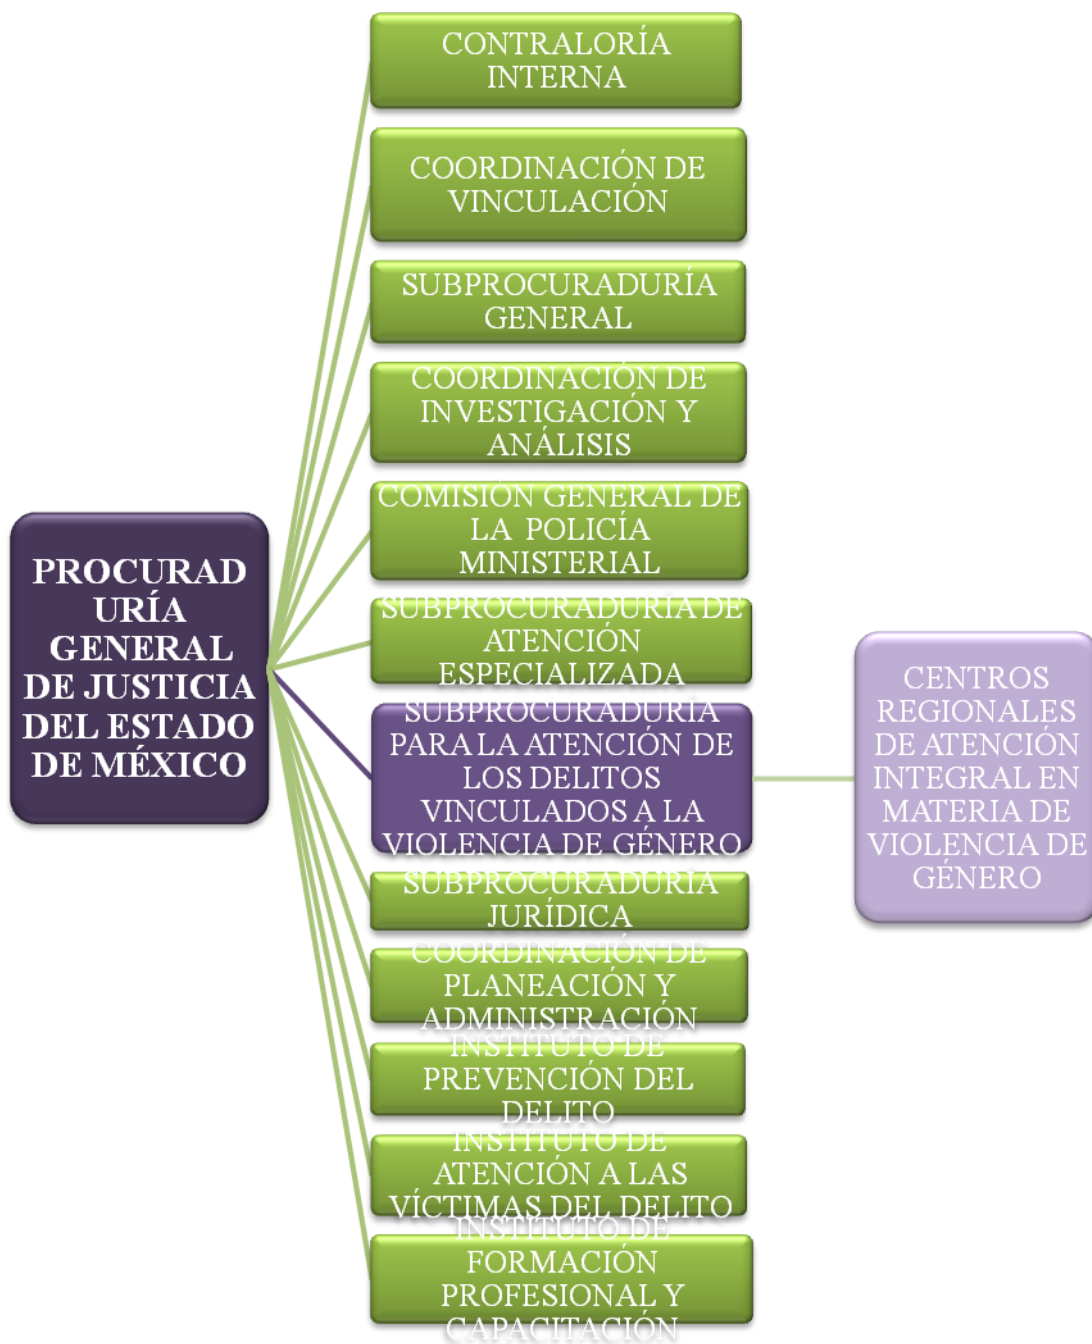 CONTRALORÍA
INTERNA
COORDINACIÓN DE
VINCULACIÓN
SUBPROCURADURÍA
GENERAL
COORDINACIÓN DE
INVESTIGACIÓN Y
ANÁLISIS
COMISIÓN GENERAL DE
LA POLICÍA
MINISTERIAL
SUBPROCURADURÍA DE
ATENCIÓN
ESPECIALIZADA
SUBPROCURADURÍA
PARA LA ATENCIÓN DE
LOS DELITOS
VINCULADOS A LA
VIOLENCIA DE GÉNERO
SUBPROCURADURÍA
JURÍDICA
COORDINACIÓN DE
PLANEACIÓN Y
ADMINISTRACIÓN
INSTITUTO DE
PREVENCIÓN DEL
DELITO
INSTITUTO DE
ATENCIÓN A LAS
VÍCTIMAS DEL DELITO
INSTITUTO DE
FORMACIÓN
PROFESIONAL Y
CAPACITACIÓN
PROCURAD
URÍA
GENERAL
DE JUSTICIA
DEL ESTADO
DE MÉXICO
CENTROS
REGIONALES
DE ATENCIÓN
INTEGRAL EN
MATERIA DE
VIOLENCIA DE
GÉNERO